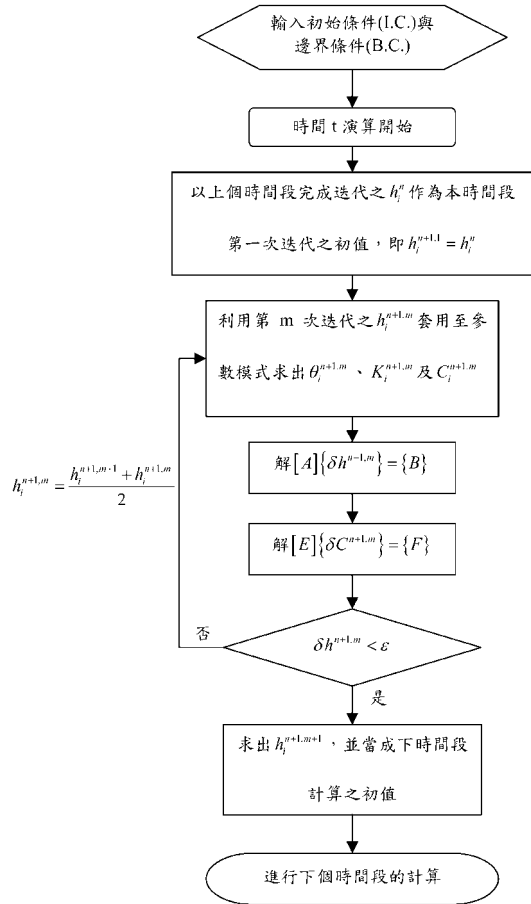 輸入初始條件(I.C.)與
邊界條件(B.C.)
時間 t 演算開始
以上個時間段完成迭代之 $h_i^n$ 作為本時間段
第一次迭代之初值，即 $h_i^{n+1,1} = h_i^n$
利用第 m 次迭代之 $h_i^{n+1,m}$ 套用至參
數模式求出 $\theta_i^{n+1,m}$、$K_i^{n+1,m}$ 及 $C_i^{n+1,m}$
解 $[A]\{\delta h^{n+1,m}\} = \{B\}$
$h_i^{n+1,m} = \frac{h_i^{n+1,m-1} + h_i^{n+1,m}}{2}$
解 $[E]\{\delta C^{n+1,m}\} = \{F\}$
否
$\delta h^{n+1,m} < \varepsilon$
是
求出 $h_i^{n+1,m+1}$，並當成下時間段
計算之初值
進行下個時間段的計算